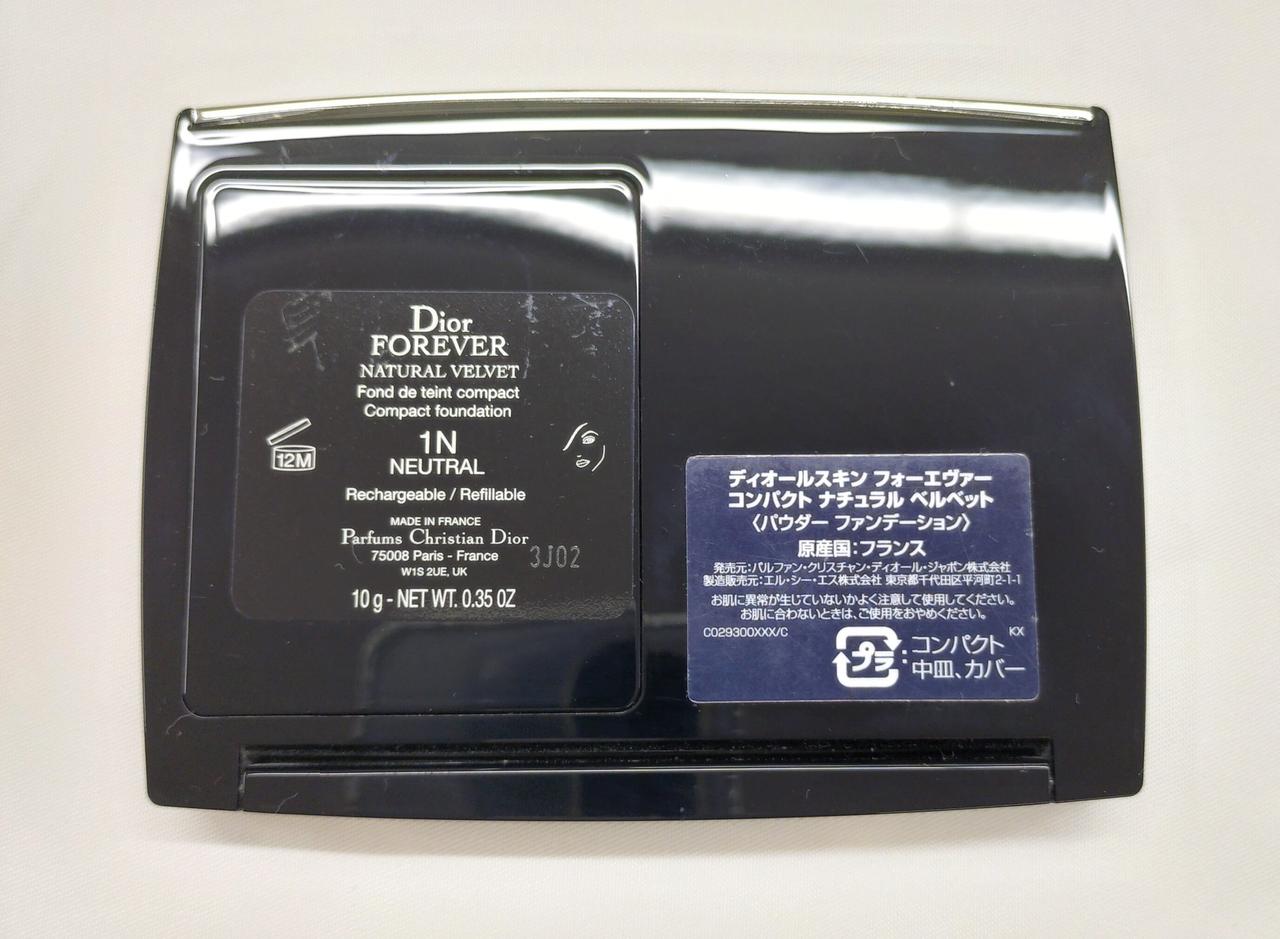 Dior
FOREVER
NATURAL VELVET
Fond de teint compact
Compact foundation
12M
1N
NEUTRAL
Rechargeable / Refillable
MADE IN FRANCE
Parfums Christian Dior
75008 Paris - France
3J02
W1S 2UE, UK
10 g - NET WT. 0.35 OZ
ディオールスキン フォーエヴァー
コンパクト ナチュラル ベルベット
〈パウダー ファンデーション〉
原産国：フランス
発売元：パルファン・クリスチャン・ディオール・ジャポン株式会社
製造販売元：エル・シー・エス株式会社 東京都千代田区平河町2-1-1
お肌に異常が生じていないかよく注意して使用してください。
お肌に合わないときは、ご使用をおやめください。
C029300XXX/C KX
プラ：コンパクト
中皿、カバー